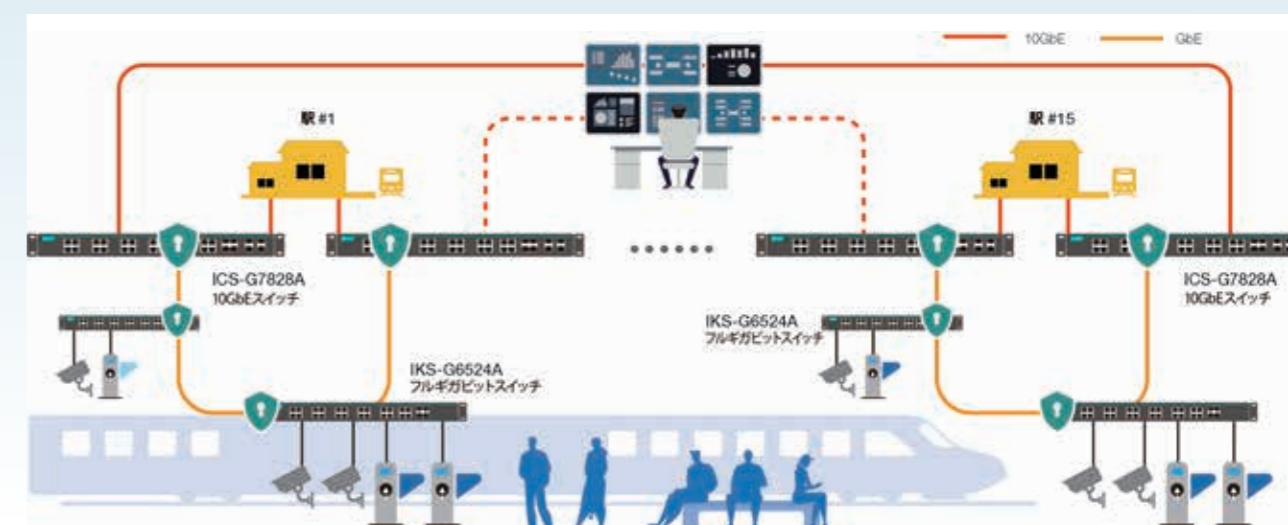 10GbE
GbE
駅 #1
駅 #15
ICS-G7828A
10GbEスイッチ
ICS-G7828A
10GbEスイッチ
IKS-G6524A
フルギガビットスイッチ
IKS-G6524A
フルギガビットスイッチ